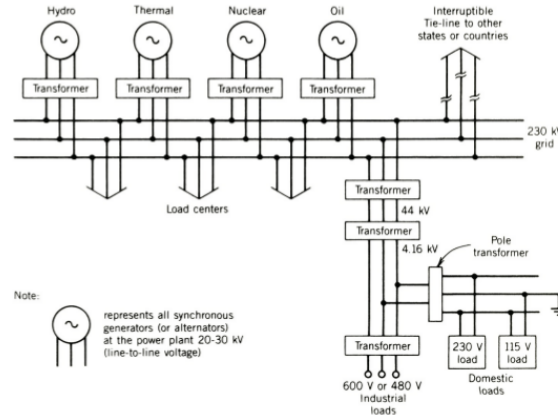 Hydro
Thermal
Nuclear
Oil
Interruptible
Tie-line to other
states or countries
Transformer
Transformer
Transformer
Transformer
230 kV
grid
Load centers
Transformer
44 kV
Transformer
4.16 kV
Pole
transformer
Note:
represents all synchronous
generators (or alternators)
at the power plant 20-30 kV
(line-to-line voltage)
Transformer
230 V
load
115 V
load
600 V or 480 V
Industrial
loads
Domestic
loads